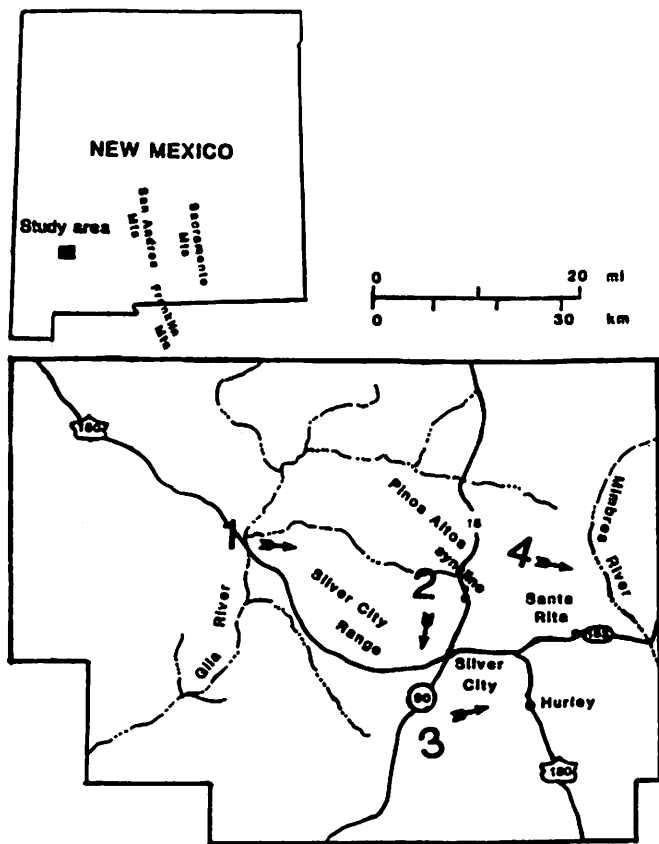 NEW MEXICO
Study area
San Andres
Mts
Sacramento
Mts
Franklin
Mts
0 20 mi
0 30 km
180
Pinos Altos
syncline
15
Mimbres
River
1
2
4
Silver City
Range
Gila River
Santa
Rita
Silver
City
90
Hurley
3
180